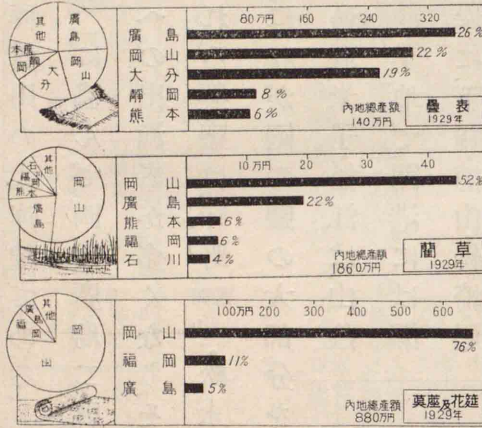 80万円 160 240 320
廣島 26%
岡山 22%
大分 19%
靜岡 8%
熊本 6%
內地總產額
140万円
疊表
1929年
其他
廣島
岡山
大分
靜岡
熊本
10万円 20 30 40
岡山 52%
廣島 22%
熊本 6%
福岡 6%
石川 4%
內地總產額
1860万円
藺草
1929年
其他
石川
福岡
熊本
廣島
岡山
100万円 200 300 400 500 600
岡山 76%
福岡 11%
廣島 5%
內地總產額
880万円
茣蓙及花筵
1929年
其他
廣島
福岡
岡山